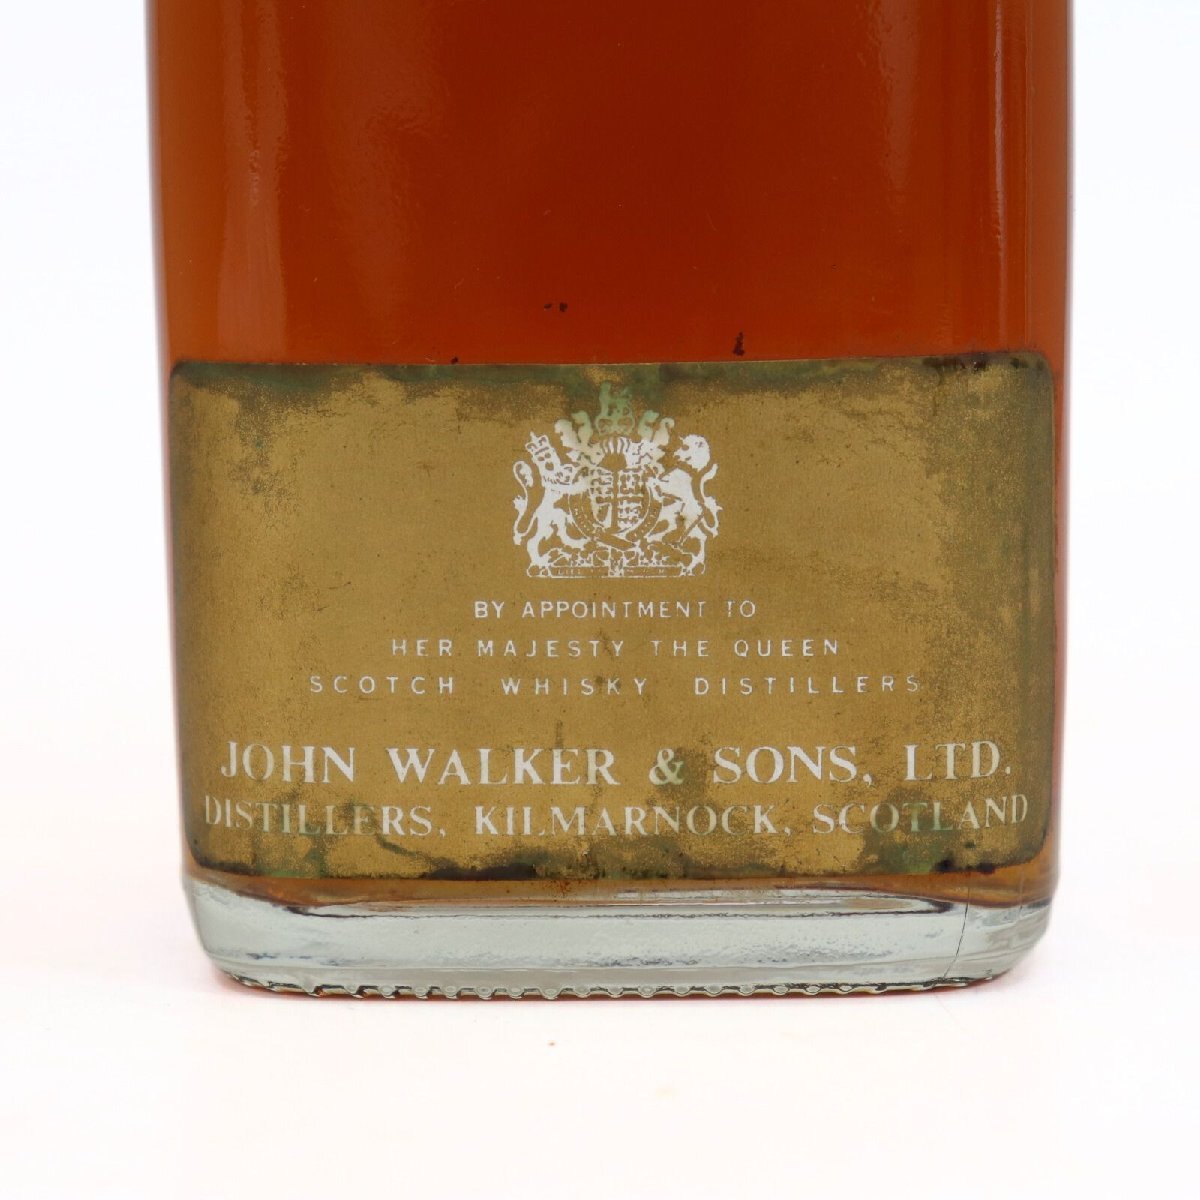 BY APPOINTMENT TO
HER MAJESTY THE QUEEN
SCOTCH WHISKY DISTILLERS
JOHN WALKER & SONS, LTD.
DISTILLERS, KILMARNOCK, SCOTLAND